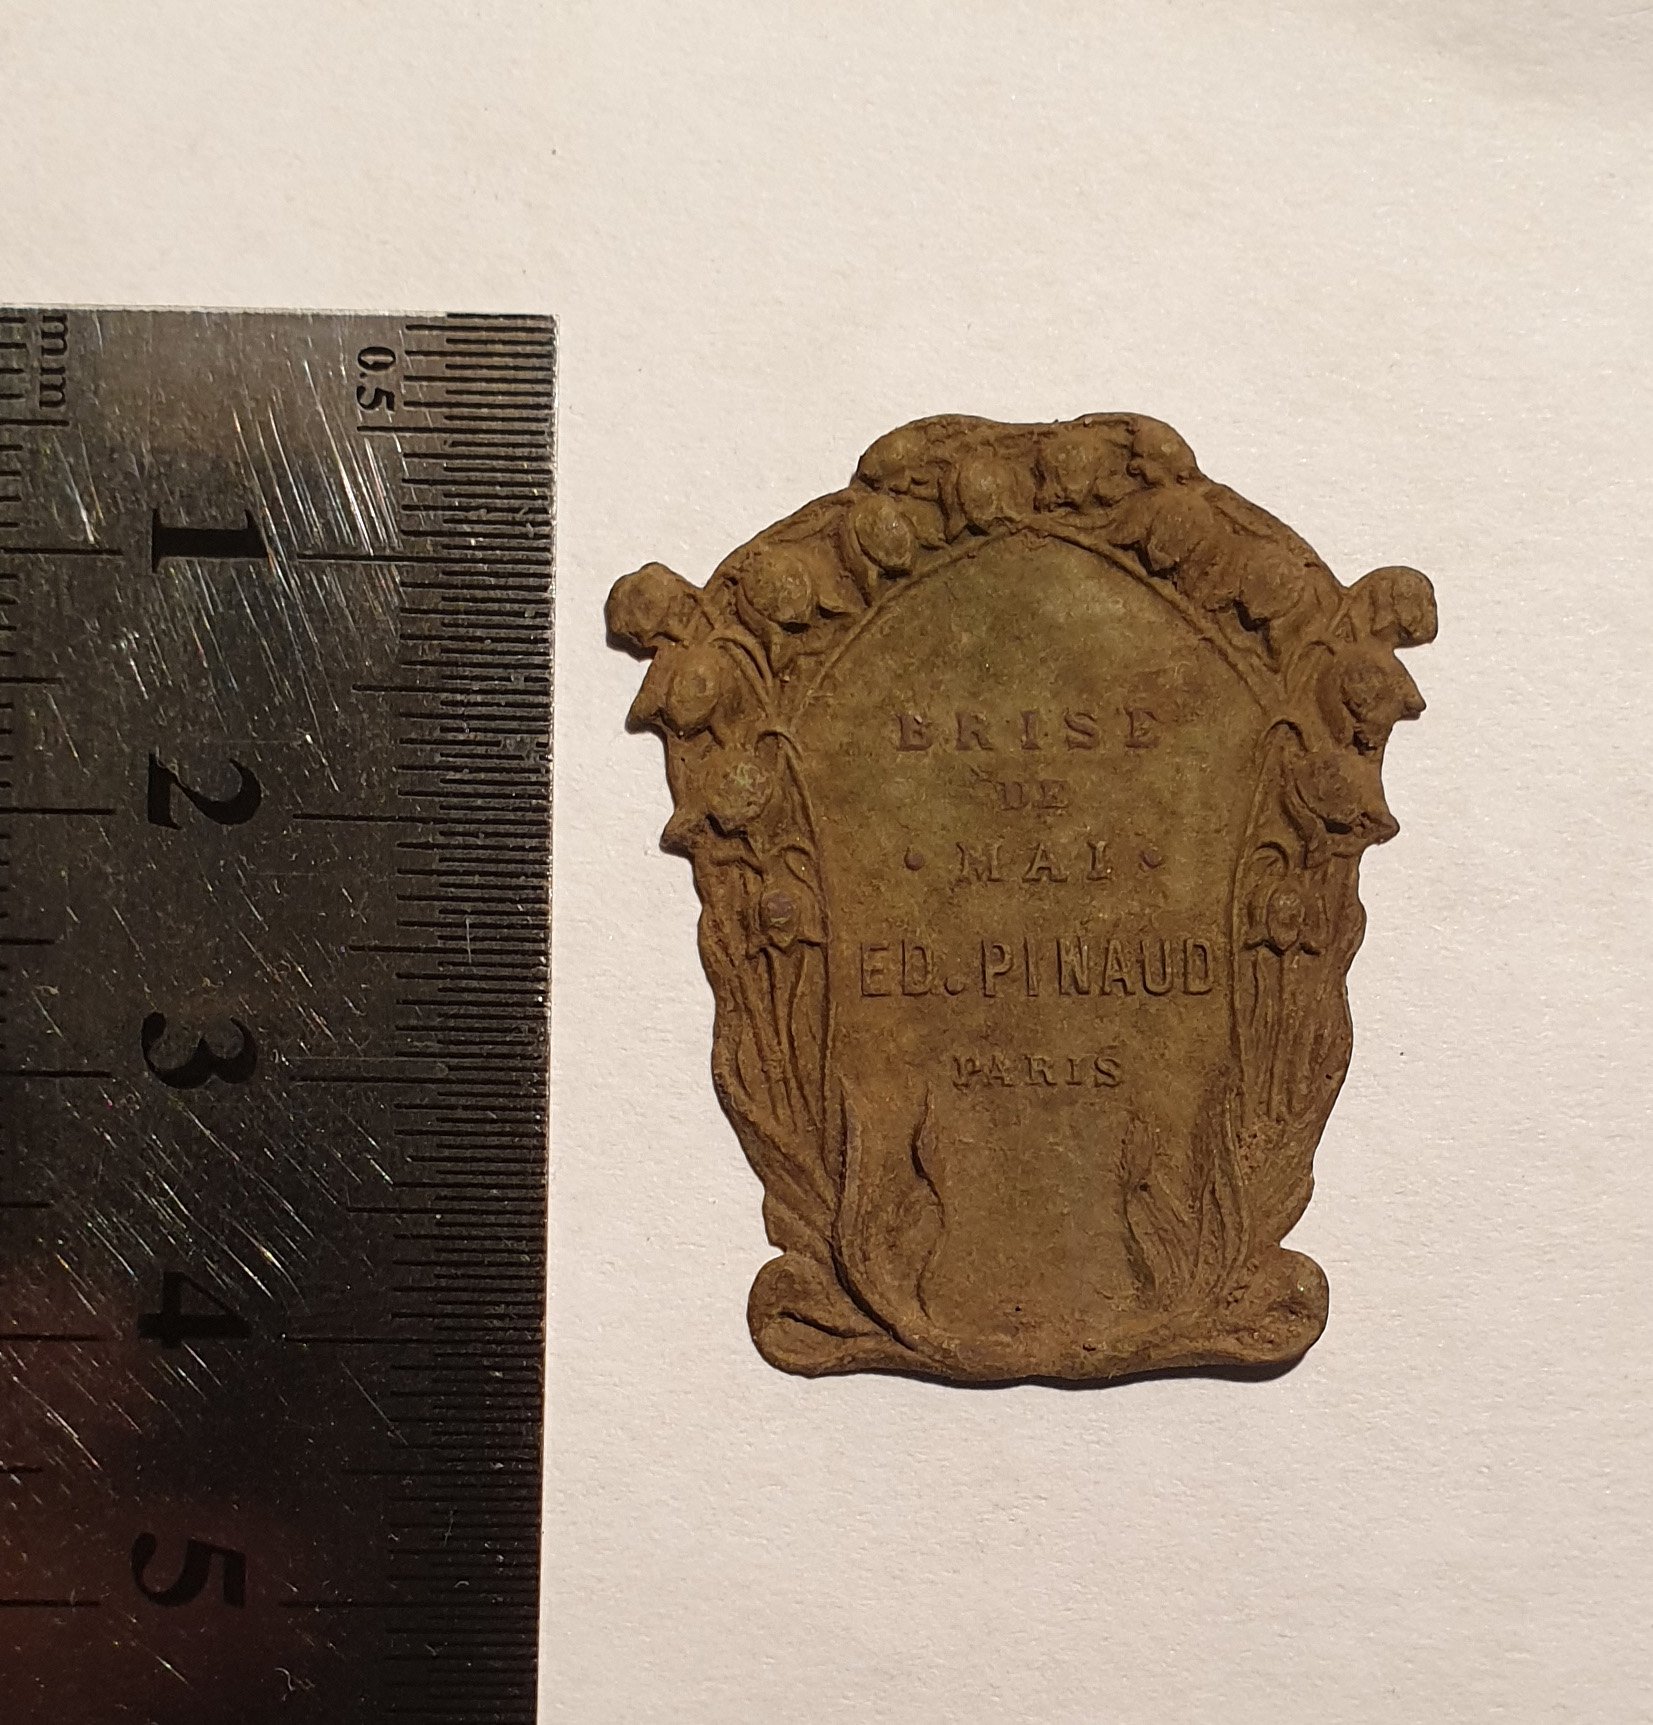 mm
0.5
1
2
3
4
5
BRISE
DE
• MAI •
ED. PINAUD
PARIS